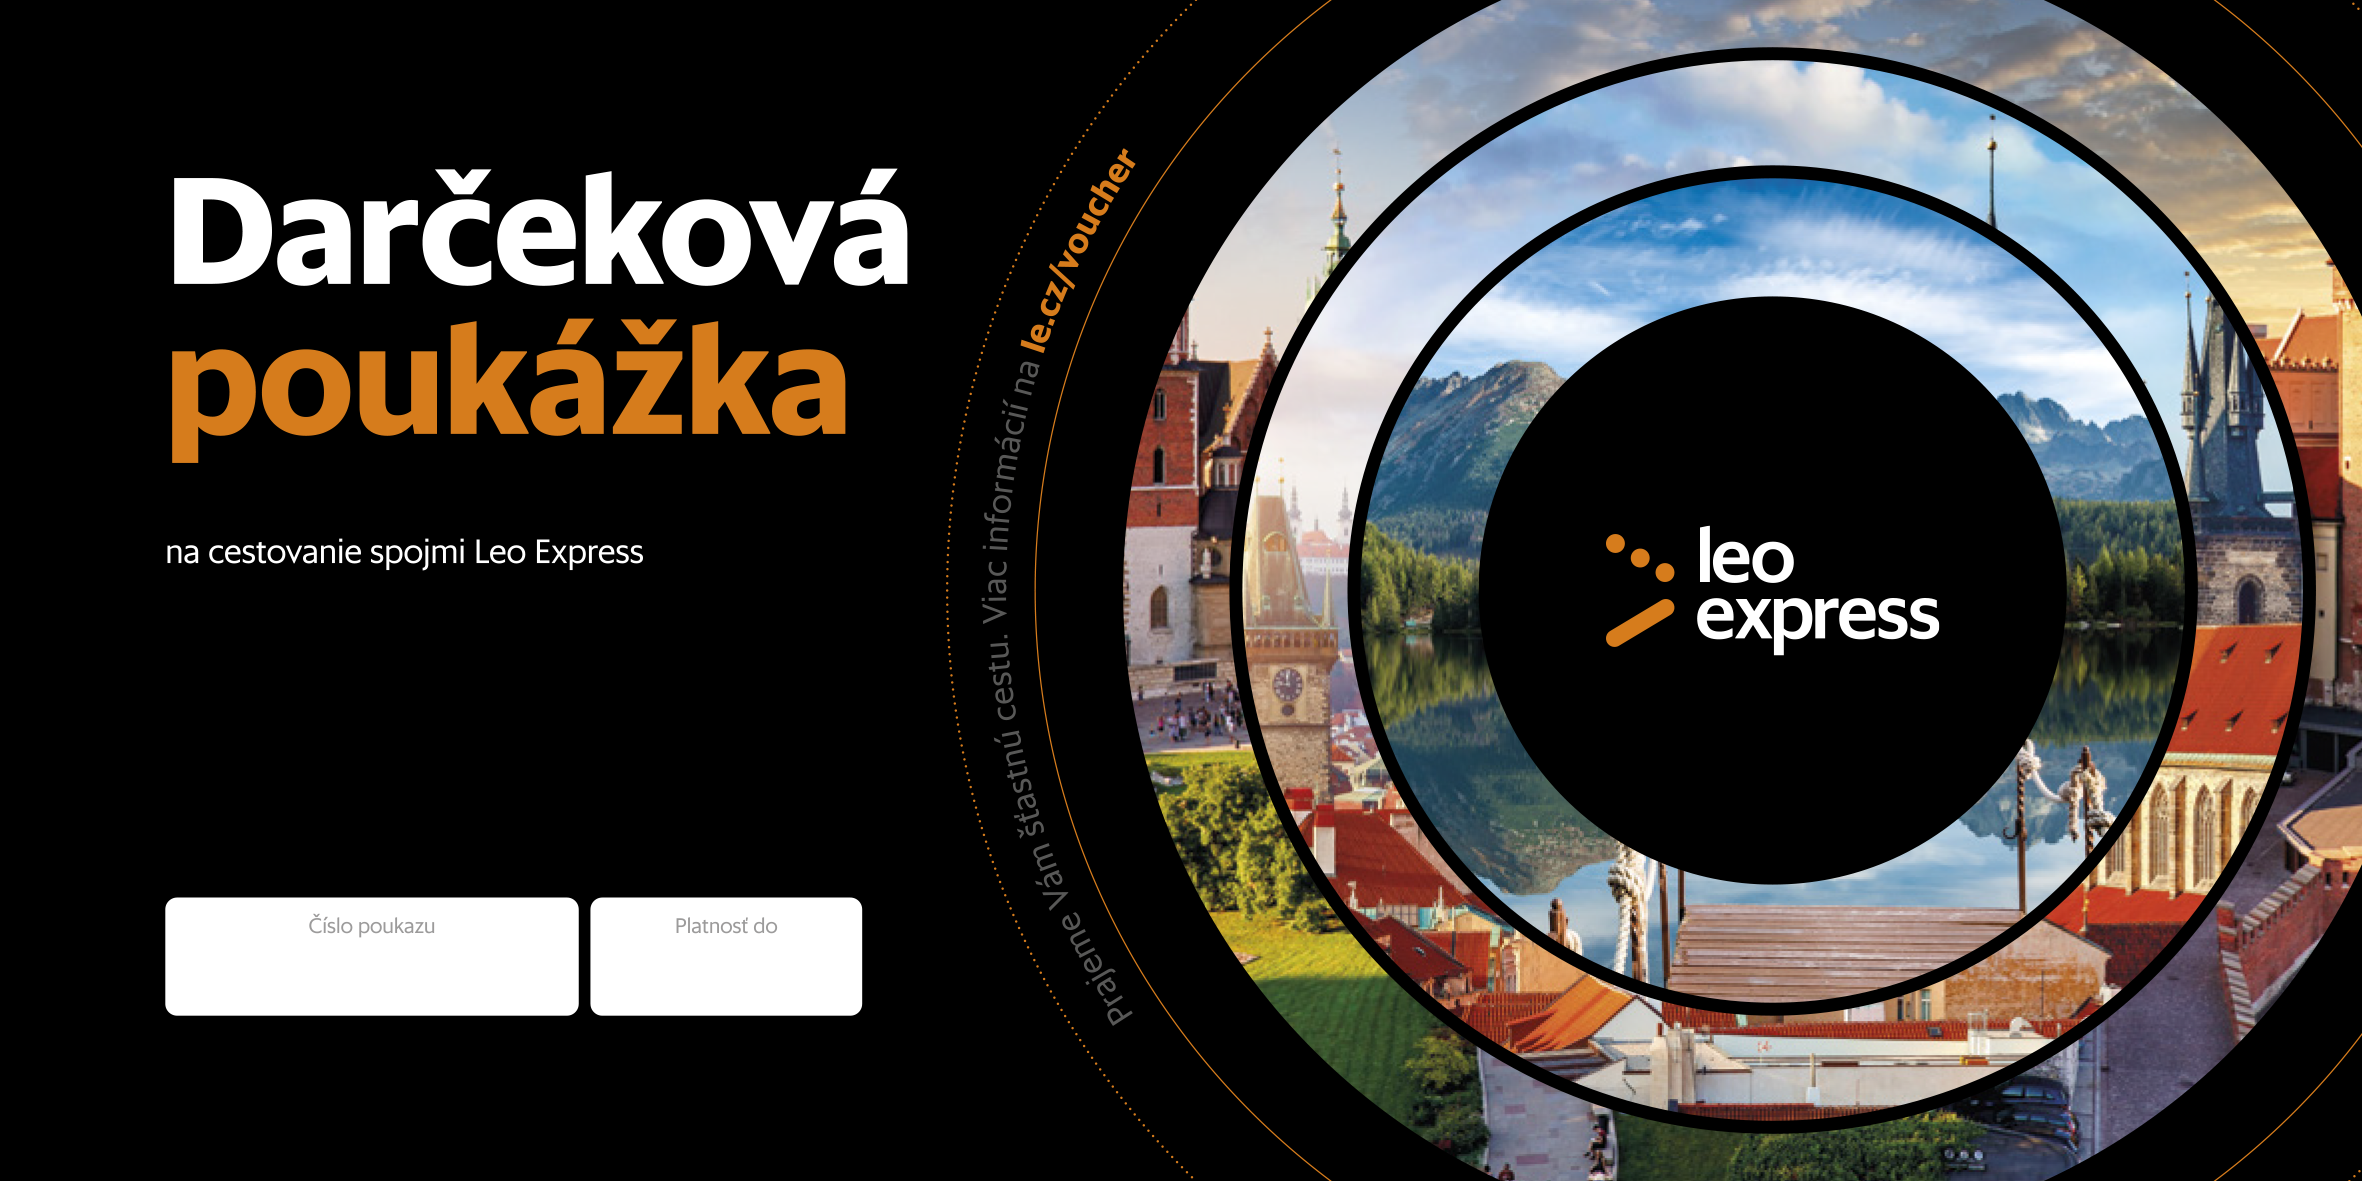 Darčeková
poukážka
na cestovanie spojmi Leo Express
Číslo poukazu
Platnosť do
Prajeme Vám šťastnú cestu. Viac informácií na le.cz/voucher
leo
express